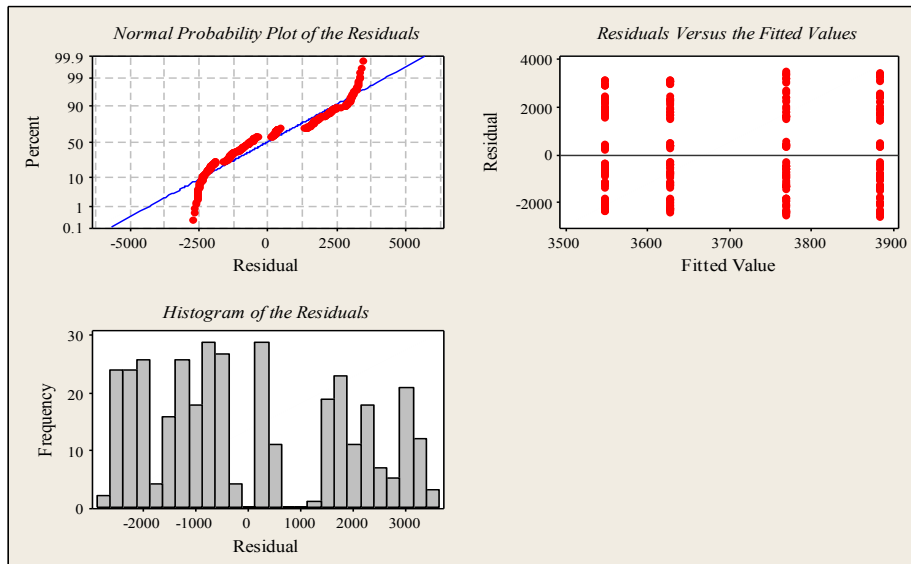 Normal Probability Plot of the Residuals
99.9
99
90
50
10
1
0.1
Percent
-5000 -2500 0 2500 5000
Residual
Residuals Versus the Fitted Values
4000
2000
0
-2000
Residual
3500 3600 3700 3800 3900
Fitted Value
Histogram of the Residuals
30
20
10
0
Frequency
-2000 -1000 0 1000 2000 3000
Residual